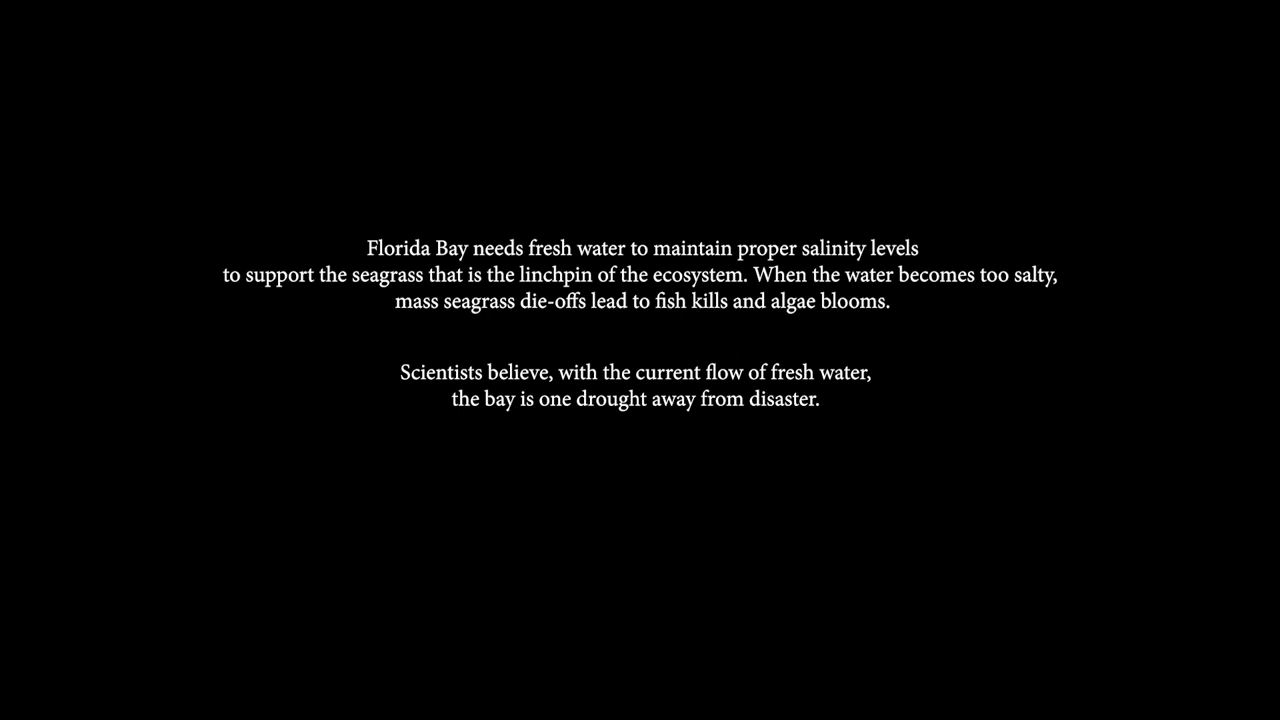 Florida Bay needs fresh water to maintain proper salinity levels
to support the seagrass that is the linchpin of the ecosystem. When the water becomes too salty,
mass seagrass die-offs lead to fish kills and algae blooms.
Scientists believe, with the current flow of fresh water,
the bay is one drought away from disaster.